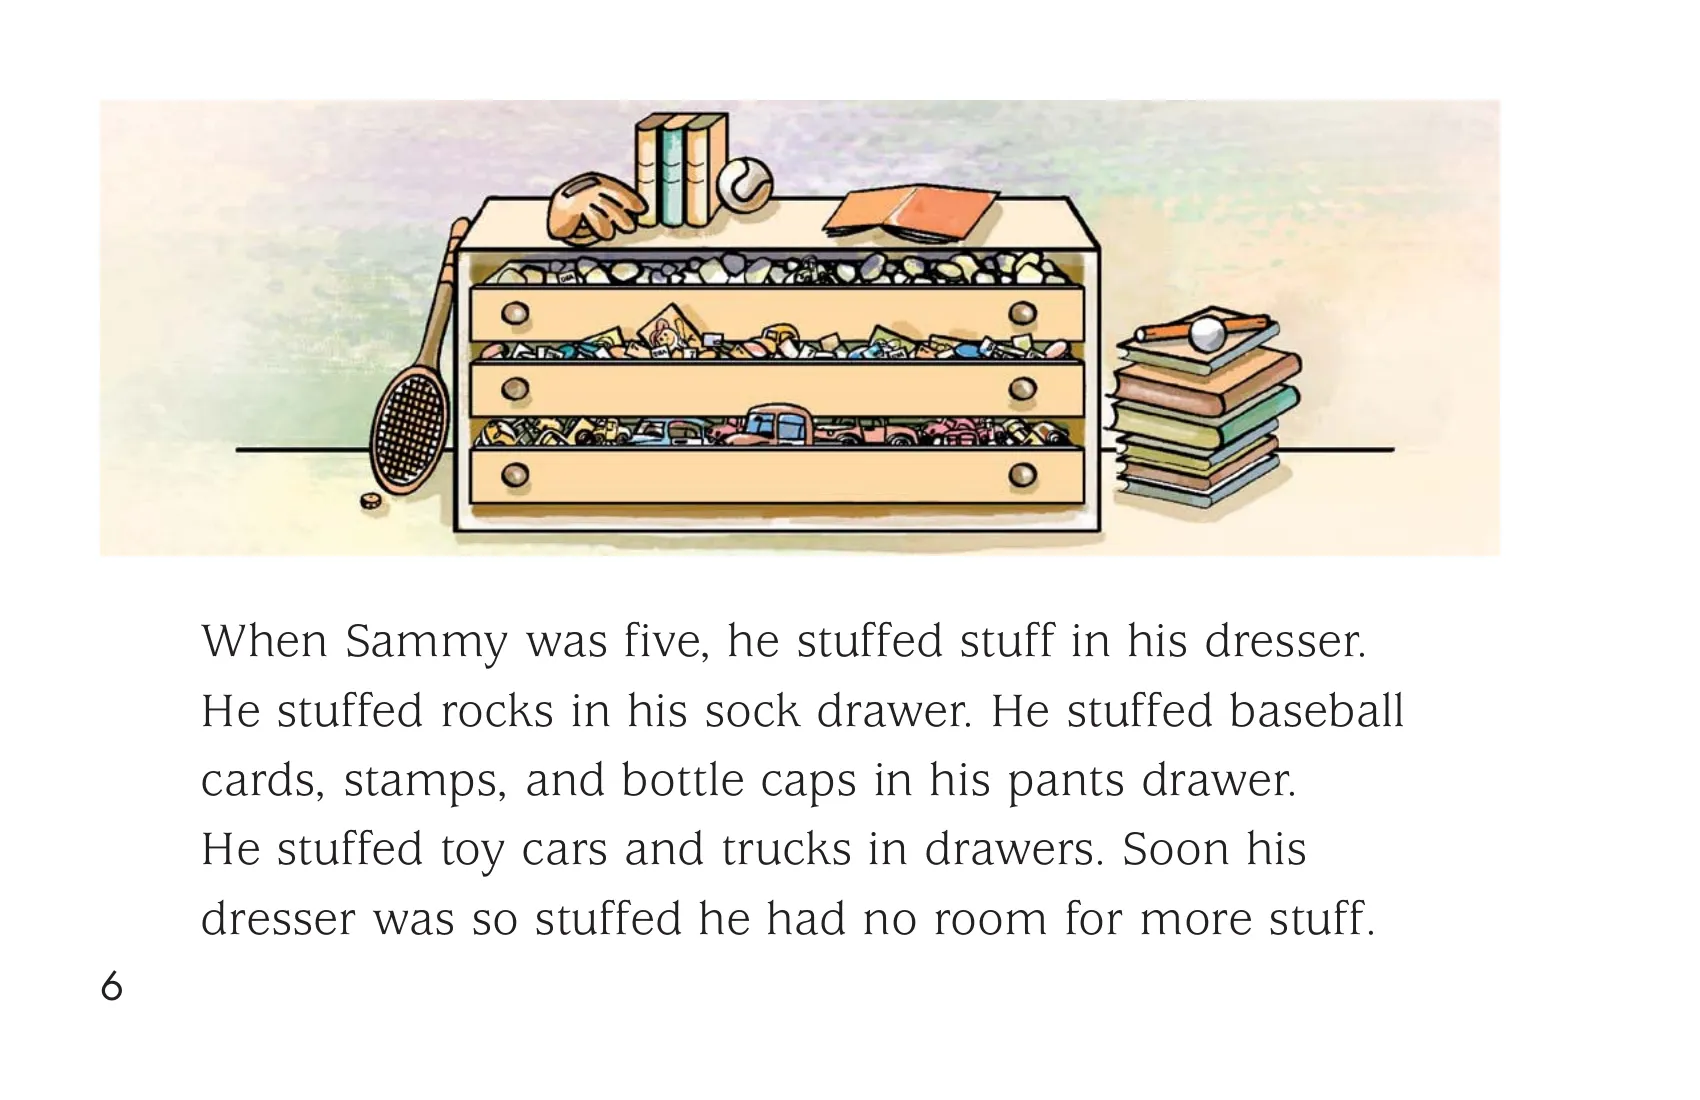 When Sammy was five, he stuffed stuff in his dresser.
He stuffed rocks in his sock drawer. He stuffed baseball
cards, stamps, and bottle caps in his pants drawer.
He stuffed toy cars and trucks in drawers. Soon his
dresser was so stuffed he had no room for more stuff.
6